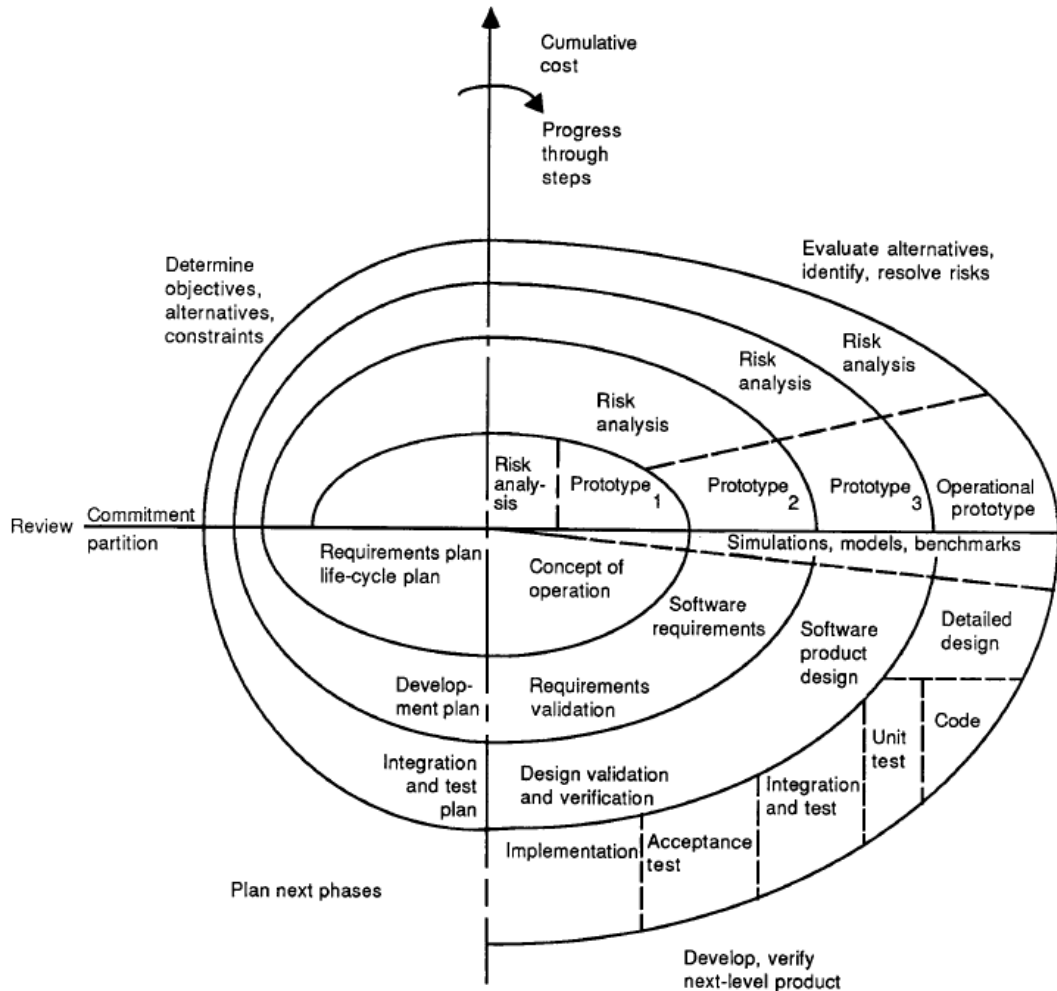 Cumulative
cost
Progress
through
steps
Determine
objectives,
alternatives,
constraints
Evaluate alternatives,
identify, resolve risks
Risk
analysis
Risk
analysis
Risk
analysis
Risk
analy-
sis
Prototype 1
Prototype 2
Prototype 3
Operational
prototype
Review
Commitment
partition
Simulations, models, benchmarks
Requirements plan
life-cycle plan
Concept of
operation
Software
requirements
Software
product
design
Detailed
design
Develop-
ment plan
Requirements
validation
Code
Unit
test
Integration
and test
plan
Design validation
and verification
Integration
and test
Acceptance
test
Implementation
Plan next phases
Develop, verify
next-level product